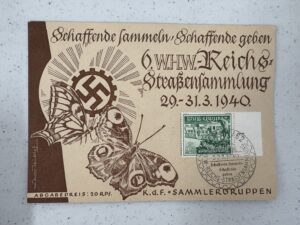 Schaffende sammeln · Schaffende geben
6. W.H.W.-Reichs-
Straßensammlung
29.-31.3.1940.
ABGABEPREIS: 20 RPF.
K.d.F.-SAMMLERGRUPPEN